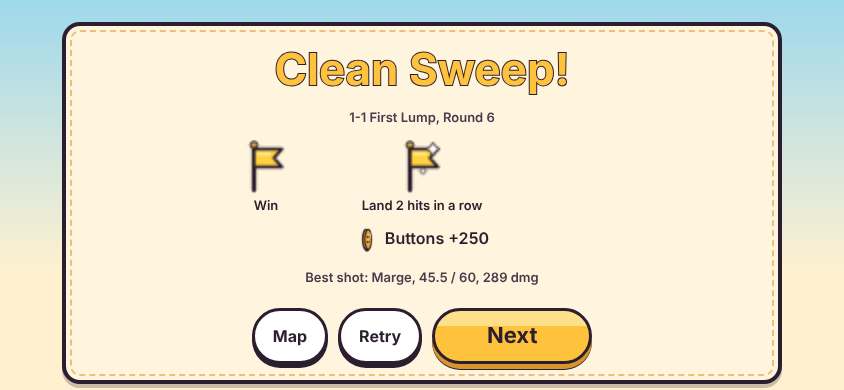 Clean Sweep!
1-1 First Lump, Round 6
Win
Land 2 hits in a row
Buttons +250
Best shot: Marge, 45.5 / 60, 289 dmg
Map
Retry
Next